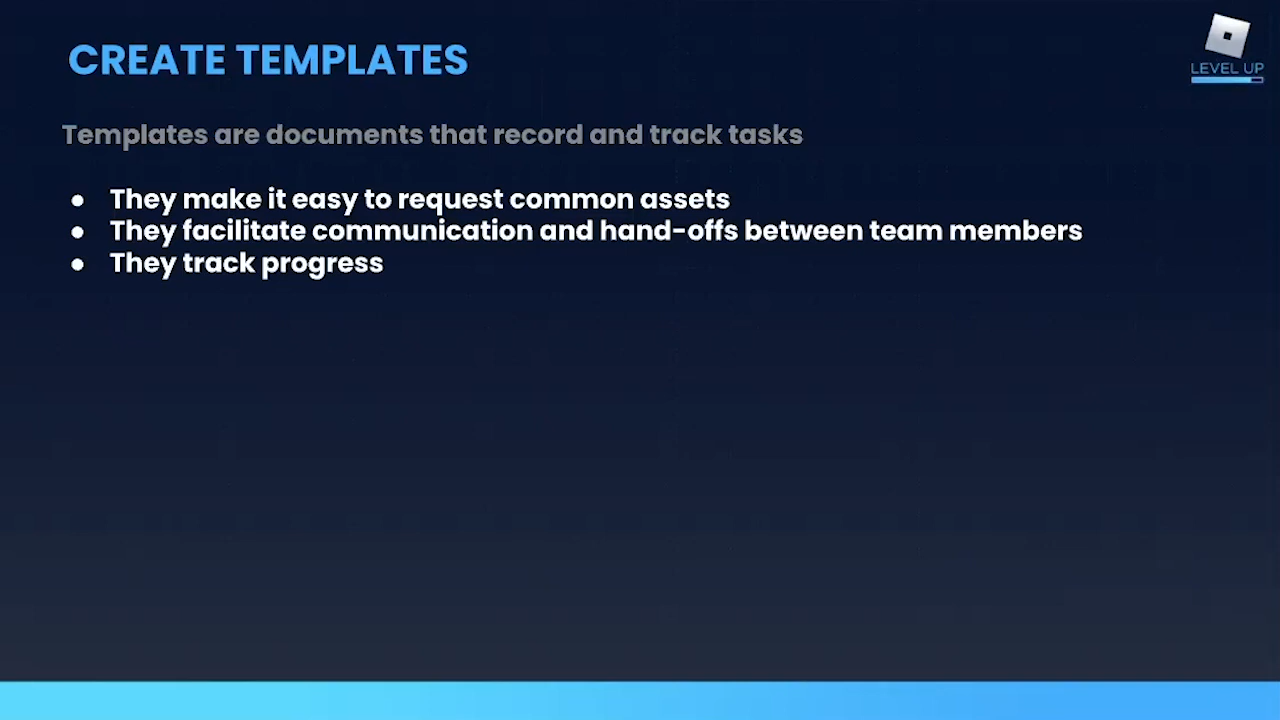 CREATE TEMPLATES
LEVEL UP
Templates are documents that record and track tasks
● They make it easy to request common assets
● They facilitate communication and hand-offs between team members
● They track progress